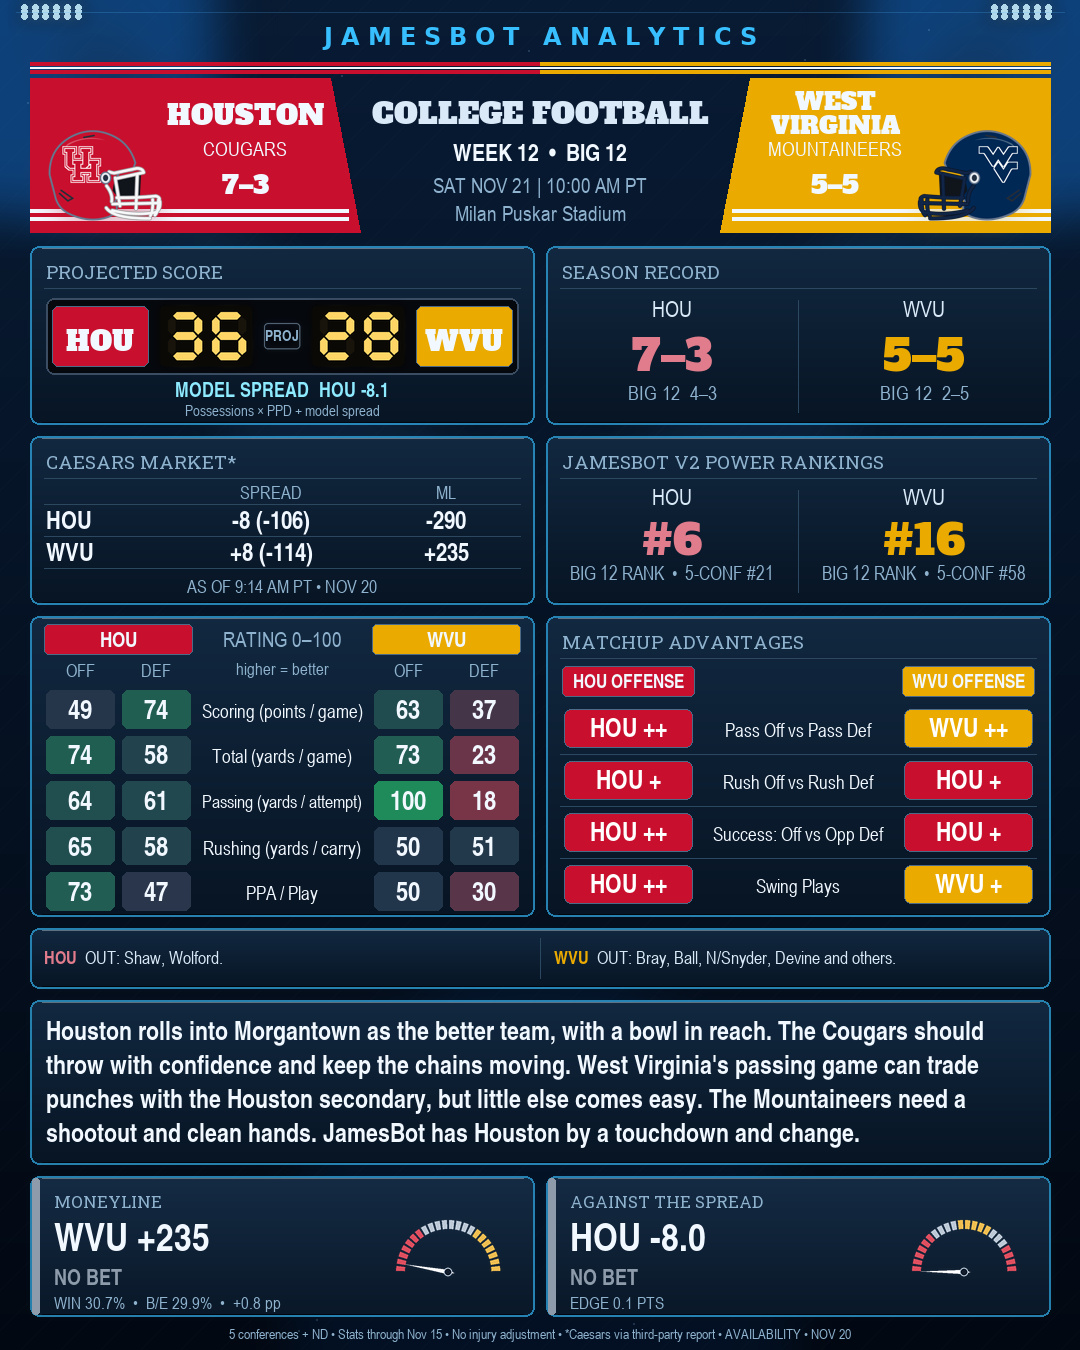 JAMESBOT ANALYTICS
HOUSTON
COUGARS
7–3
COLLEGE FOOTBALL
WEEK 12 • BIG 12
SAT NOV 21 | 10:00 AM PT
Milan Puskar Stadium
WEST
VIRGINIA
MOUNTAINEERS
5–5
PROJECTED SCORE
HOU 36 PROJ 28 WVU
MODEL SPREAD HOU -8.1
Possessions × PPD + model spread
SEASON RECORD
HOU WVU
7–3 5–5
BIG 12 4–3 BIG 12 2–5
CAESARS MARKET*
SPREAD ML
HOU -8 (-106) -290
WVU +8 (-114) +235
AS OF 9:14 AM PT • NOV 20
JAMESBOT V2 POWER RANKINGS
HOU WVU
#6 #16
BIG 12 RANK • 5-CONF #21 BIG 12 RANK • 5-CONF #58
HOU RATING 0–100 WVU
OFF DEF higher = better OFF DEF
49 74 Scoring (points / game) 63 37
74 58 Total (yards / game) 73 23
64 61 Passing (yards / attempt) 100 18
65 58 Rushing (yards / carry) 50 51
73 47 PPA / Play 50 30
MATCHUP ADVANTAGES
HOU OFFENSE WVU OFFENSE
HOU ++ Pass Off vs Pass Def WVU ++
HOU + Rush Off vs Rush Def HOU +
HOU ++ Success: Off vs Opp Def HOU +
HOU ++ Swing Plays WVU +
HOU OUT: Shaw, Wolford.
WVU OUT: Bray, Ball, N/Snyder, Devine and others.
Houston rolls into Morgantown as the better team, with a bowl in reach. The Cougars should
throw with confidence and keep the chains moving. West Virginia's passing game can trade
punches with the Houston secondary, but little else comes easy. The Mountaineers need a
shootout and clean hands. JamesBot has Houston by a touchdown and change.
MONEYLINE
WVU +235
NO BET
WIN 30.7% • B/E 29.9% • +0.8 pp
AGAINST THE SPREAD
HOU -8.0
NO BET
EDGE 0.1 PTS
5 conferences + ND • Stats through Nov 15 • No injury adjustment • *Caesars via third-party report • AVAILABILITY • NOV 20